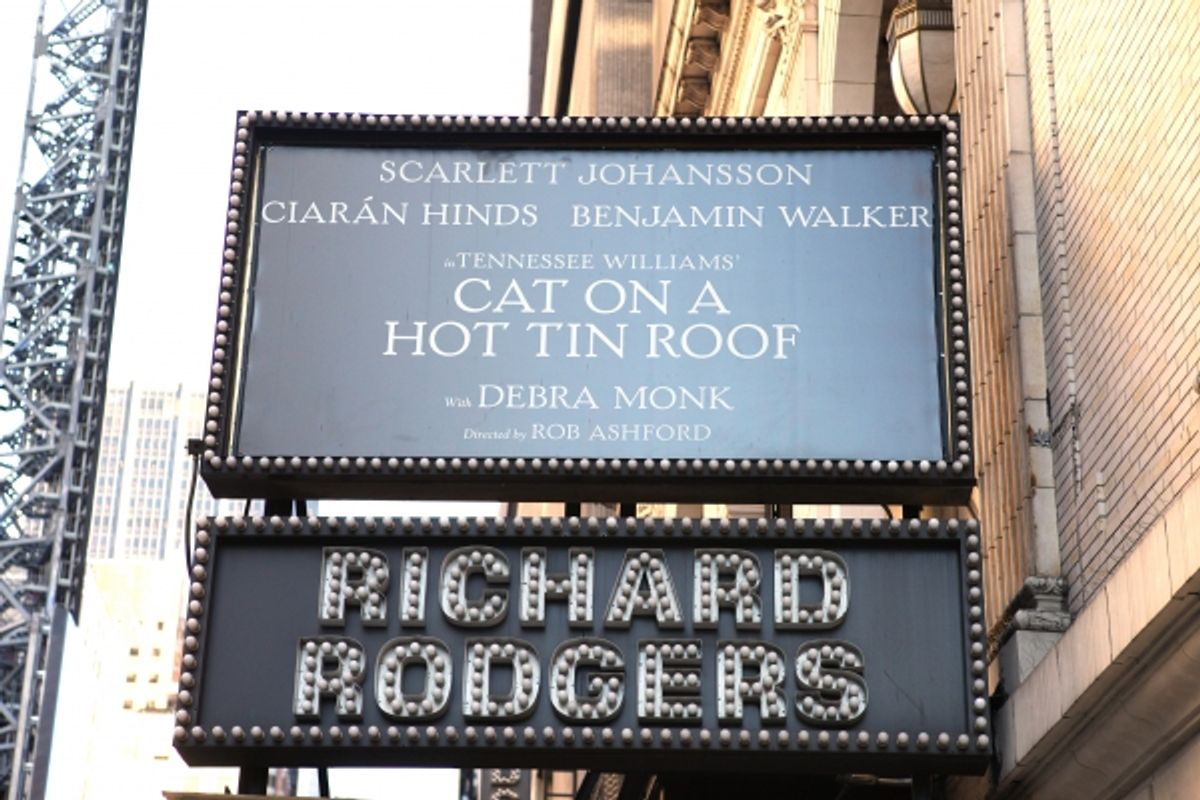 SCARLETT JOHANSSON
CIARÁN HINDS BENJAMIN WALKER
in TENNESSEE WILLIAMS'
CAT ON A
HOT TIN ROOF
With DEBRA MONK
Directed by ROB ASHFORD
RICHARD
RODGERS